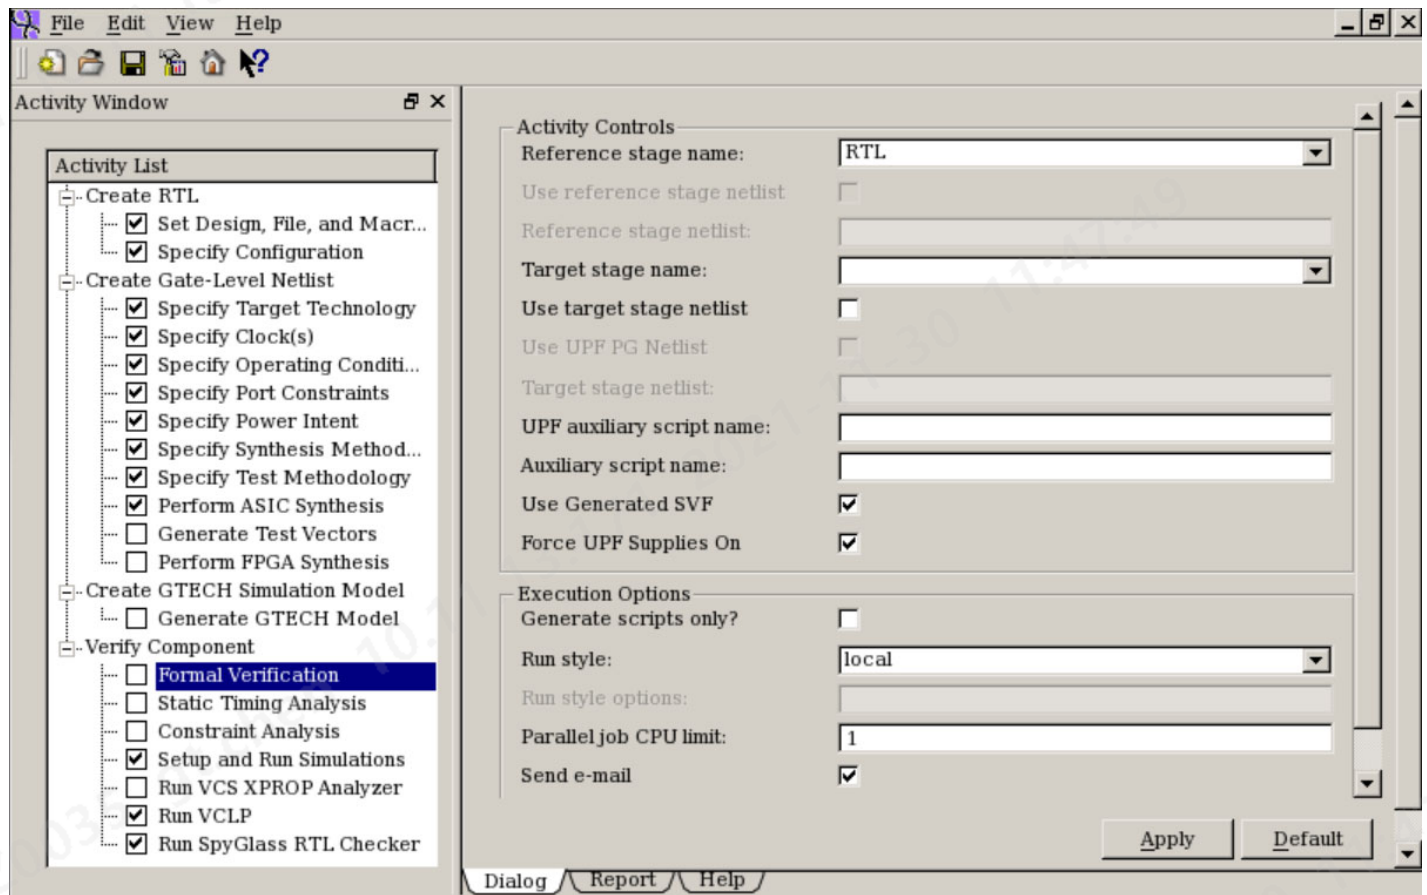 File Edit View Help
Activity Window
Activity List
Create RTL
Set Design, File, and Macr...
Specify Configuration
Create Gate-Level Netlist
Specify Target Technology
Specify Clock(s)
Specify Operating Conditi...
Specify Port Constraints
Specify Power Intent
Specify Synthesis Method...
Specify Test Methodology
Perform ASIC Synthesis
Generate Test Vectors
Perform FPGA Synthesis
Create GTECH Simulation Model
Generate GTECH Model
Verify Component
Formal Verification
Static Timing Analysis
Constraint Analysis
Setup and Run Simulations
Run VCS XPROP Analyzer
Run VCLP
Run SpyGlass RTL Checker
Activity Controls
Reference stage name: RTL
Use reference stage netlist
Reference stage netlist:
Target stage name:
Use target stage netlist
Use UPF PG Netlist
Target stage netlist:
UPF auxiliary script name:
Auxiliary script name:
Use Generated SVF
Force UPF Supplies On
Execution Options
Generate scripts only?
Run style: local
Run style options:
Parallel job CPU limit: 1
Send e-mail
Apply Default
Dialog Report Help
2021-11-30 11:47:49